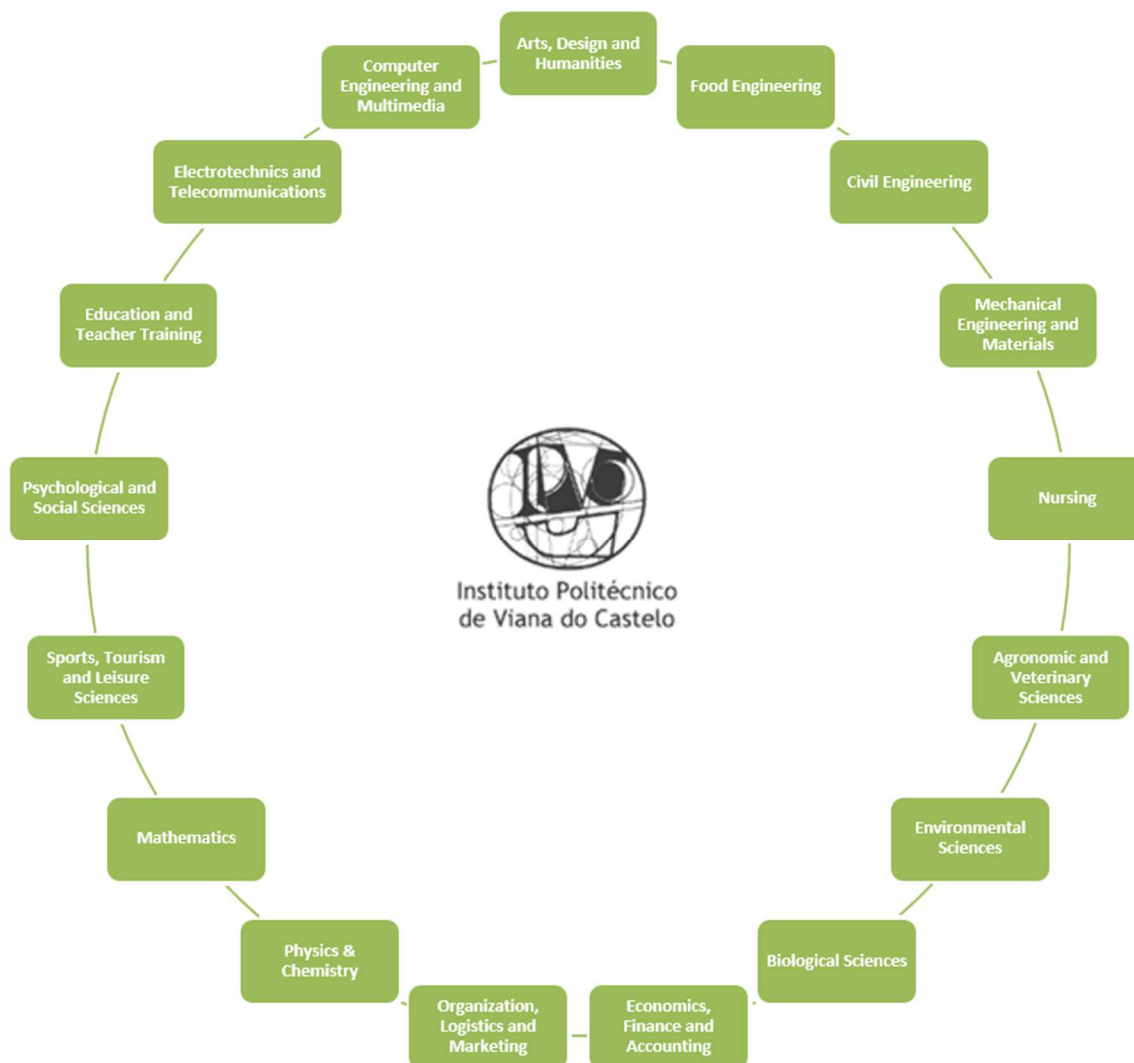 Arts, Design and
Humanities
Food Engineering
Civil Engineering
Mechanical
Engineering and
Materials
Nursing
Agronomic and
Veterinary
Sciences
Environmental
Sciences
Biological Sciences
Economics,
Finance and
Accounting
Organization,
Logistics and
Marketing
Physics &
Chemistry
Mathematics
Sports, Tourism
and Leisure
Sciences
Psychological and
Social Sciences
Education and
Teacher Training
Electrotechnics and
Telecommunications
Computer
Engineering and
Multimedia
IPVC
Instituto Politécnico
de Viana do Castelo